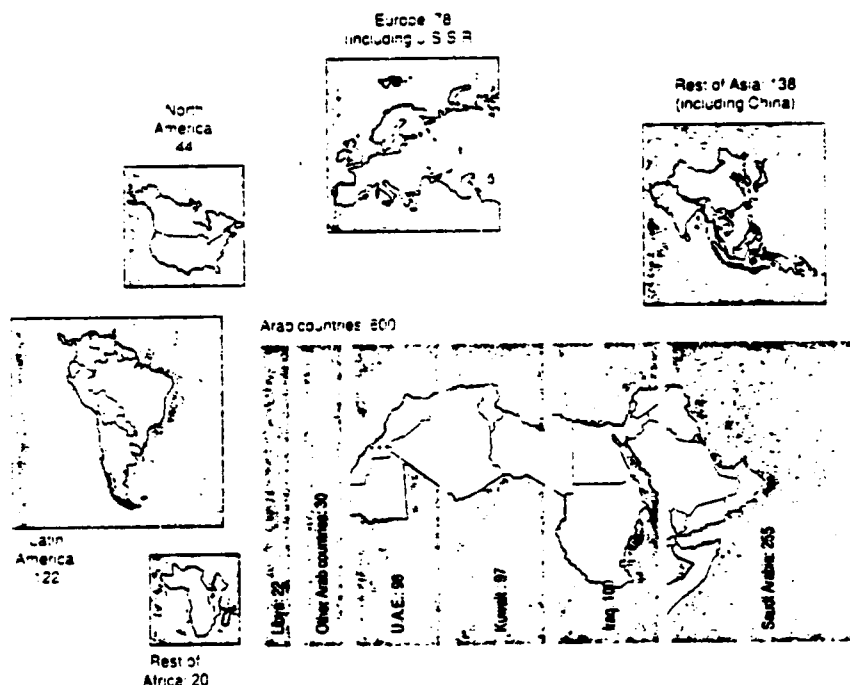 Europe: 78
(including U.S.S.R.
Rest of Asia: 138
(including China)
North
America
44
Arab countries: 600
Latin
America
122
Libya: 22
Other Arab countries: 30
U.A.E.: 98
Kuwait: 97
Iraq:
Saudi Arabia: 255
Rest of
Africa: 20